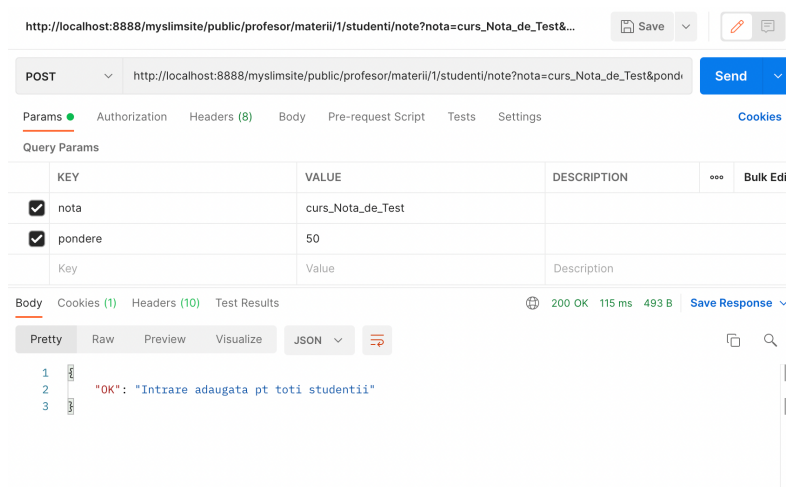 http://localhost:8888/myslimsite/public/profesor/materii/1/studenti/note?nota=curs_Nota_de_Test&... Save
POST http://localhost:8888/myslimsite/public/profesor/materii/1/studenti/note?nota=curs_Nota_de_Test&pond Send
Params Authorization Headers (8) Body Pre-request Script Tests Settings Cookies
Query Params
KEY VALUE DESCRIPTION ooo Bulk Edi
nota curs_Nota_de_Test
pondere 50
Key Value Description
Body Cookies (1) Headers (10) Test Results 200 OK 115 ms 493 B Save Response
Pretty Raw Preview Visualize JSON
1 {
2 "OK": "Intrare adaugata pt toti studentii"
3 }